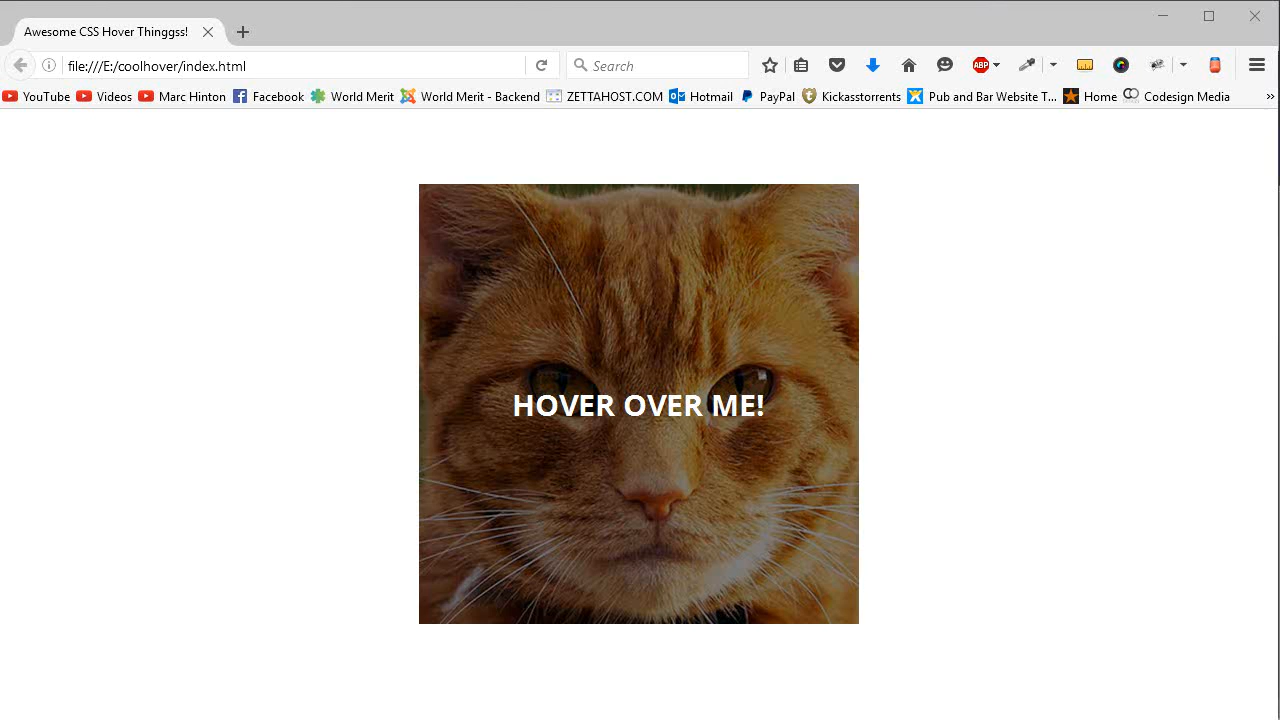 Awesome CSS Hover Thinggss!
file:///E:/coolhover/index.html
Search
ABP
YouTube Videos Marc Hinton Facebook World Merit World Merit - Backend ZETTAHOST.COM Hotmail PayPal Kickasstorrents Pub and Bar Website T... Home Codesign Media
HOVER OVER ME!